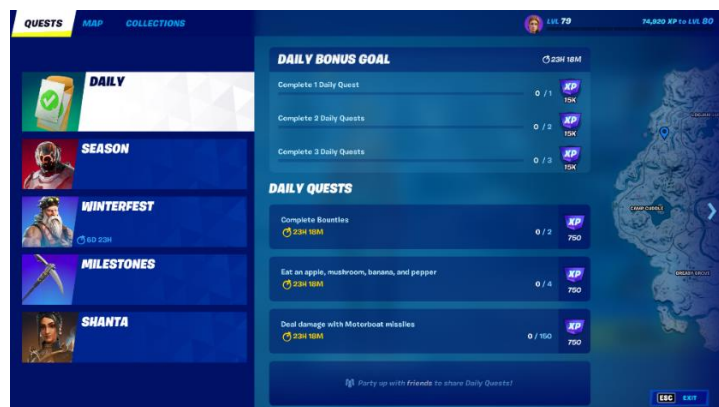 QUESTS MAP COLLECTIONS
LVL 79
74,920 XP to LVL 80
DAILY
SEASON
WINTERFEST
6D 23H
MILESTONES
SHANTA
DAILY BONUS GOAL
23H 18M
Complete 1 Daily Quest
0 / 1
XP
15K
Complete 2 Daily Quests
0 / 2
XP
15K
Complete 3 Daily Quests
0 / 3
XP
15K
DAILY QUESTS
Complete Bounties
23H 18M
0 / 2
XP
750
Eat an apple, mushroom, banana, and pepper
23H 18M
0 / 4
XP
750
Deal damage with Motorboat missiles
23H 18M
0 / 150
XP
750
Party up with friends to share Daily Quests!
CAMP CUDDLE
GREASY GROVE
ESC EXIT